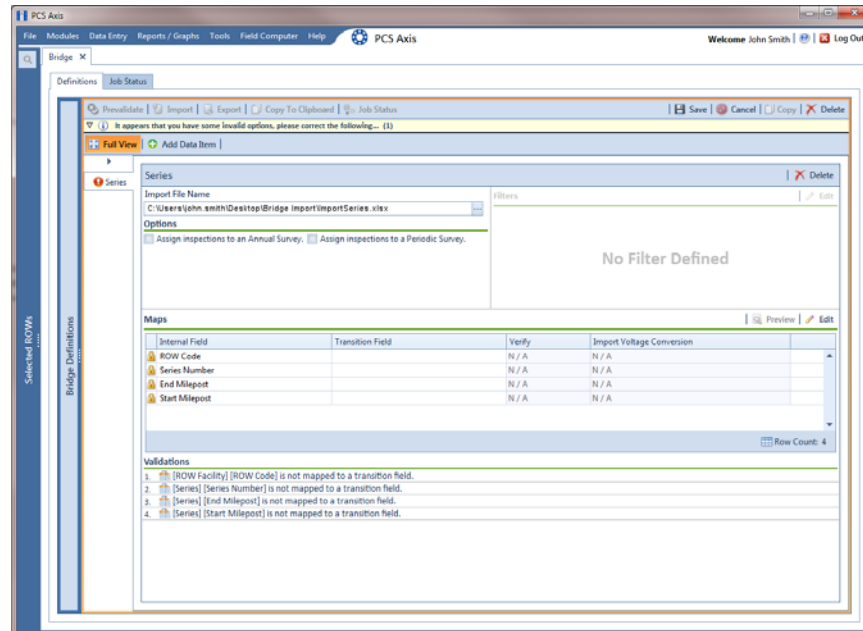 PCS Axis
File Modules Data Entry Reports / Graphs Tools Field Computer Help PCS Axis Welcome John Smith | Log Out
Bridge
Definitions Job Status
Prevalidate | Import | Export | Copy To Clipboard | Job Status | Save | Cancel | Copy | Delete
It appears that you have some invalid options, please correct the following... (1)
Full View | Add Data Item |
Series
Series | Delete
Import File Name
C:\Users\john.smith\Desktop\Bridge Import\ImportSeries.xlsx ...
Options
Assign inspections to an Annual Survey. Assign inspections to a Periodic Survey.
Filters | Edit
No Filter Defined
Maps | Preview | Edit
Internal Field Transition Field Verify Import Voltage Conversion
ROW Code N / A N / A
Series Number N / A N / A
End Milepost N / A N / A
Start Milepost N / A N / A
Row Count: 4
Validations
1. [ROW Facility] [ROW Code] is not mapped to a transition field.
2. [Series] [Series Number] is not mapped to a transition field.
3. [Series] [End Milepost] is not mapped to a transition field.
4. [Series] [Start Milepost] is not mapped to a transition field.
Selected ROWs
Bridge Definitions